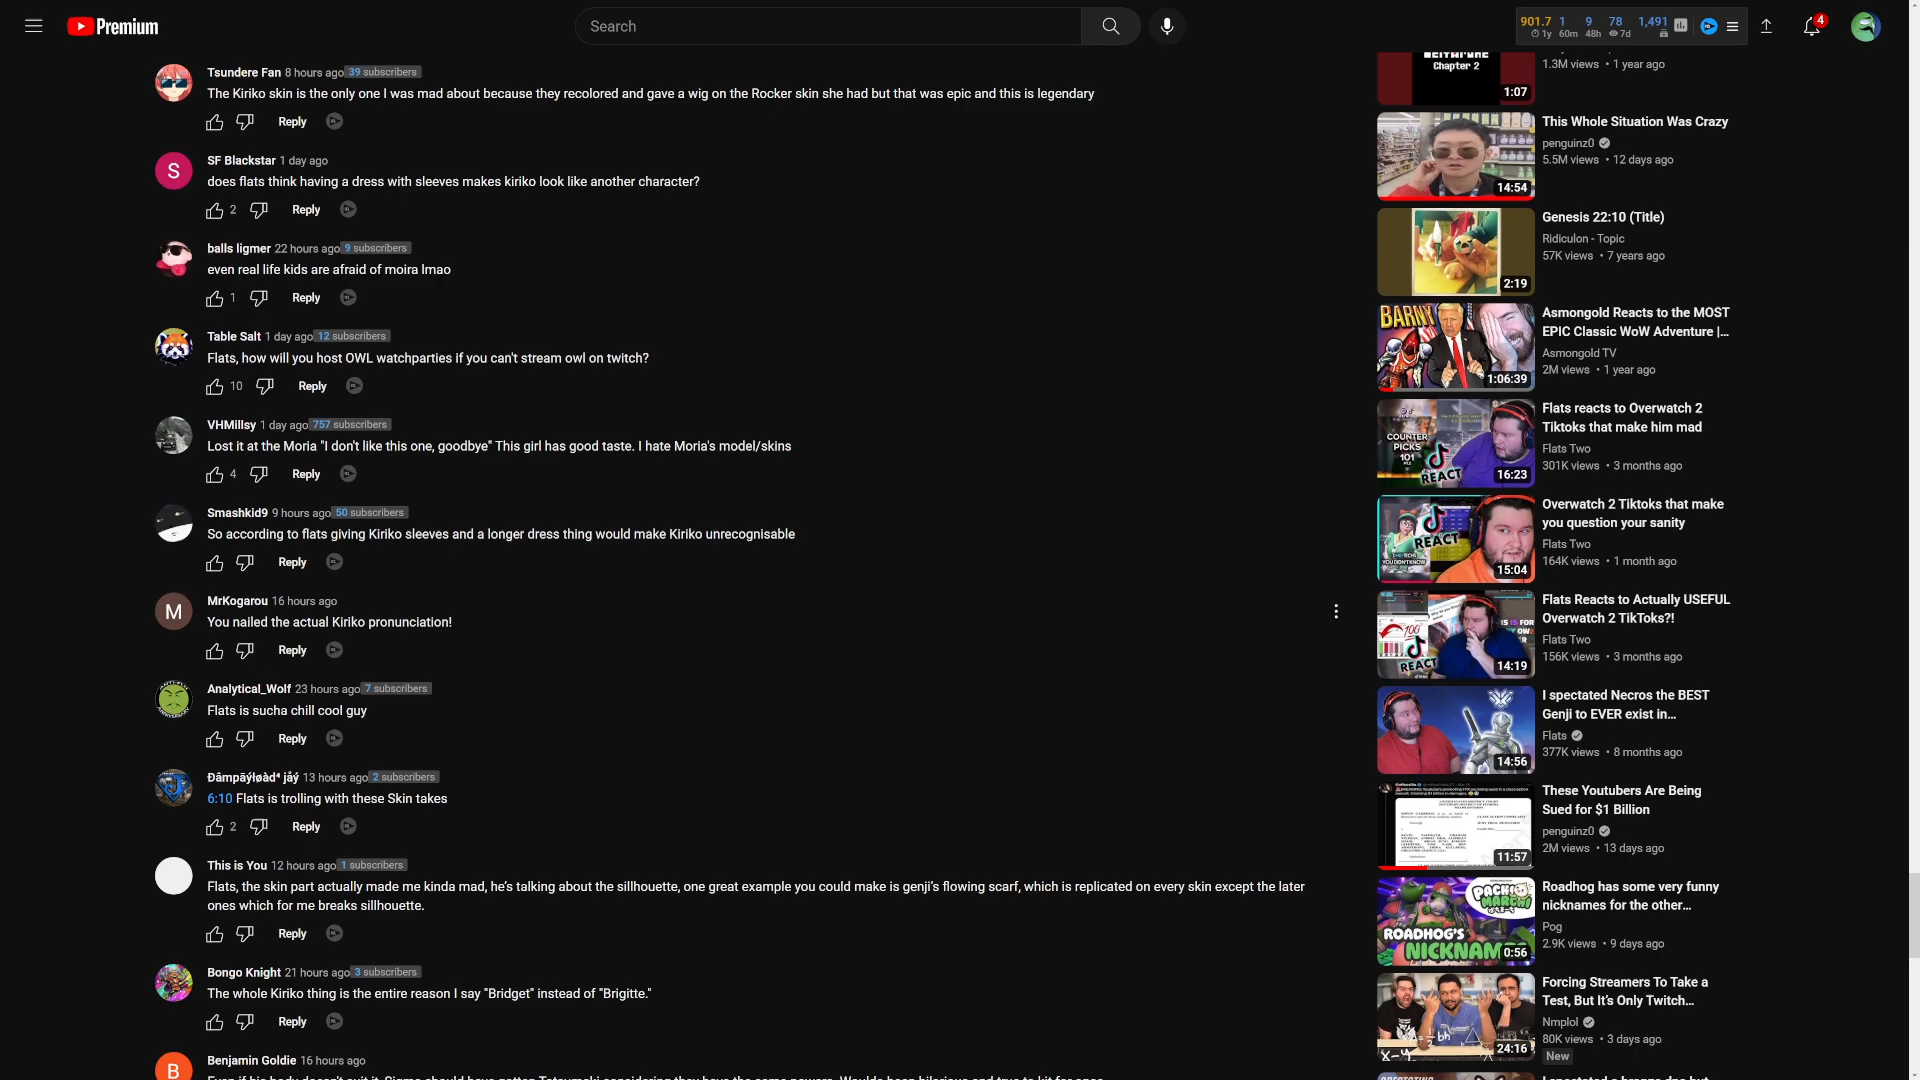 Premium
Search
901.7 1 9 78 1,491
1y 60m 48h 7d
4
Tsundere Fan 8 hours ago 39 subscribers
The Kiriko skin is the only one I was mad about because they recolored and gave a wig on the Rocker skin she had but that was epic and this is legendary
Reply
S
SF Blackstar 1 day ago
does flats think having a dress with sleeves makes kiriko look like another character?
2 Reply
balls ligmer 22 hours ago 9 subscribers
even real life kids are afraid of moira lmao
1 Reply
Table Salt 1 day ago 12 subscribers
Flats, how will you host OWL watchparties if you can't stream owl on twitch?
10 Reply
VHMillsy 1 day ago 757 subscribers
Lost it at the Moria "I don't like this one, goodbye" This girl has good taste. I hate Moria's model/skins
4 Reply
Smashkid9 9 hours ago 50 subscribers
So according to flats giving Kiriko sleeves and a longer dress thing would make Kiriko unrecognisable
Reply
M
MrKogarou 16 hours ago
You nailed the actual Kiriko pronunciation!
Reply
Analytical_Wolf 23 hours ago 7 subscribers
Flats is sucha chill cool guy
Reply
Ðâmpãÿłøàd⁴ jåÿ 13 hours ago 2 subscribers
6:10 Flats is trolling with these Skin takes
2 Reply
This is You 12 hours ago 1 subscribers
Flats, the skin part actually made me kinda mad, he's talking about the sillhouette, one great example you could make is genji's flowing scarf, which is replicated on every skin except the later
ones which for me breaks sillhouette.
Reply
Bongo Knight 21 hours ago 3 subscribers
The whole Kiriko thing is the entire reason I say "Bridget" instead of "Brigitte."
Reply
B
Benjamin Goldie 16 hours ago
Chapter 2
1:07
1.3M views • 1 year ago
14:54
This Whole Situation Was Crazy
penguinz0
5.5M views • 12 days ago
2:19
Genesis 22:10 (Title)
Ridiculon - Topic
57K views • 7 years ago
BARNY
1:06:39
Asmongold Reacts to the MOST
EPIC Classic WoW Adventure |...
Asmongold TV
2M views • 1 year ago
COUNTER
PICKS
101
REACT
16:23
Flats reacts to Overwatch 2
Tiktoks that make him mad
Flats Two
301K views • 3 months ago
REACT
15:04
Overwatch 2 Tiktoks that make
you question your sanity
Flats Two
164K views • 1 month ago
100
REACT
14:19
Flats Reacts to Actually USEFUL
Overwatch 2 TikToks?!
Flats Two
156K views • 3 months ago
14:56
I spectated Necros the BEST
Genji to EVER exist in...
Flats
377K views • 8 months ago
11:57
These Youtubers Are Being
Sued for $1 Billion
penguinz0
2M views • 13 days ago
PACHI
MARCHI
ROADHOG'S
NICKNAM
0:56
Roadhog has some very funny
nicknames for the other...
Pog
2.9K views • 9 days ago
24:16
Forcing Streamers To Take a
Test, But It's Only Twitch...
Nmplol
80K views • 3 days ago
New